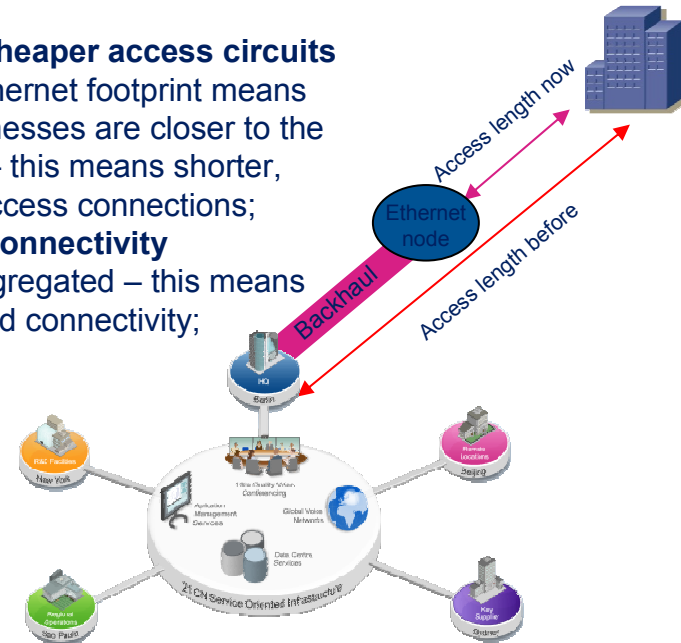 heaper access circuits
hernet footprint means
nesses are closer to the
– this means shorter,
ccess connections;
onnectivity
gregated – this means
d connectivity;
Access length now
Ethernet
node
Access length before
Backhaul
HQ
Berlin
R&D Facilities
New York
Remote
Locations
Beijing
High Quality Video
Conferencing
Application
Management
Services
Global Voice
Networks
Data Centre
Services
21CN Service Oriented Infrastructure
Regional
Operations
Sao Paulo
Key
Supplier